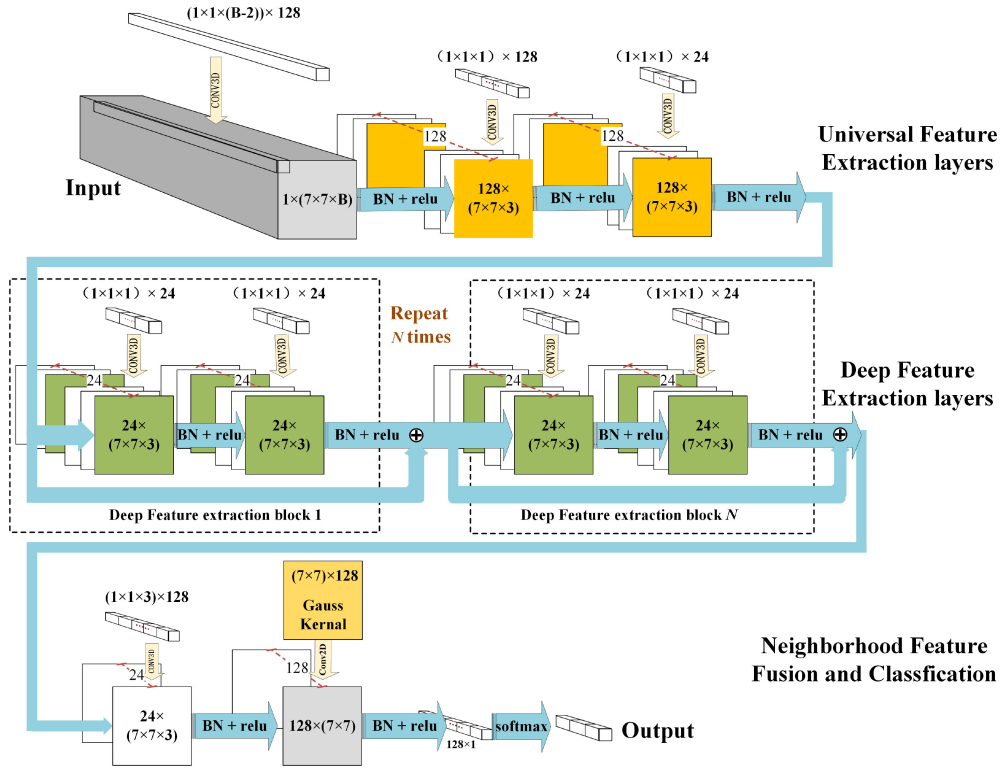 (1×1×(B-2))× 128
CONV3D
Input
1×(7×7×B)
BN + relu
128
(1×1×1) × 128
CONV3D
128×
(7×7×3)
BN + relu
128
(1×1×1) × 24
CONV3D
128×
(7×7×3)
BN + relu
Universal Feature
Extraction layers
(1×1×1) × 24
CONV3D
24
24×
(7×7×3)
BN + relu
(1×1×1) × 24
CONV3D
24
24×
(7×7×3)
BN + relu
Deep Feature extraction block 1
Repeat
N times
(1×1×1) × 24
CONV3D
24
24×
(7×7×3)
BN + relu
(1×1×1) × 24
CONV3D
24
24×
(7×7×3)
BN + relu
Deep Feature extraction block N
Deep Feature
Extraction layers
(1×1×3)×128
CONV3D
24
24×
(7×7×3)
BN + relu
(7×7)×128
Gauss
Kernal
Conv2D
128
128×(7×7)
BN + relu
128×1
softmax
Output
Neighborhood Feature
Fusion and Classfication